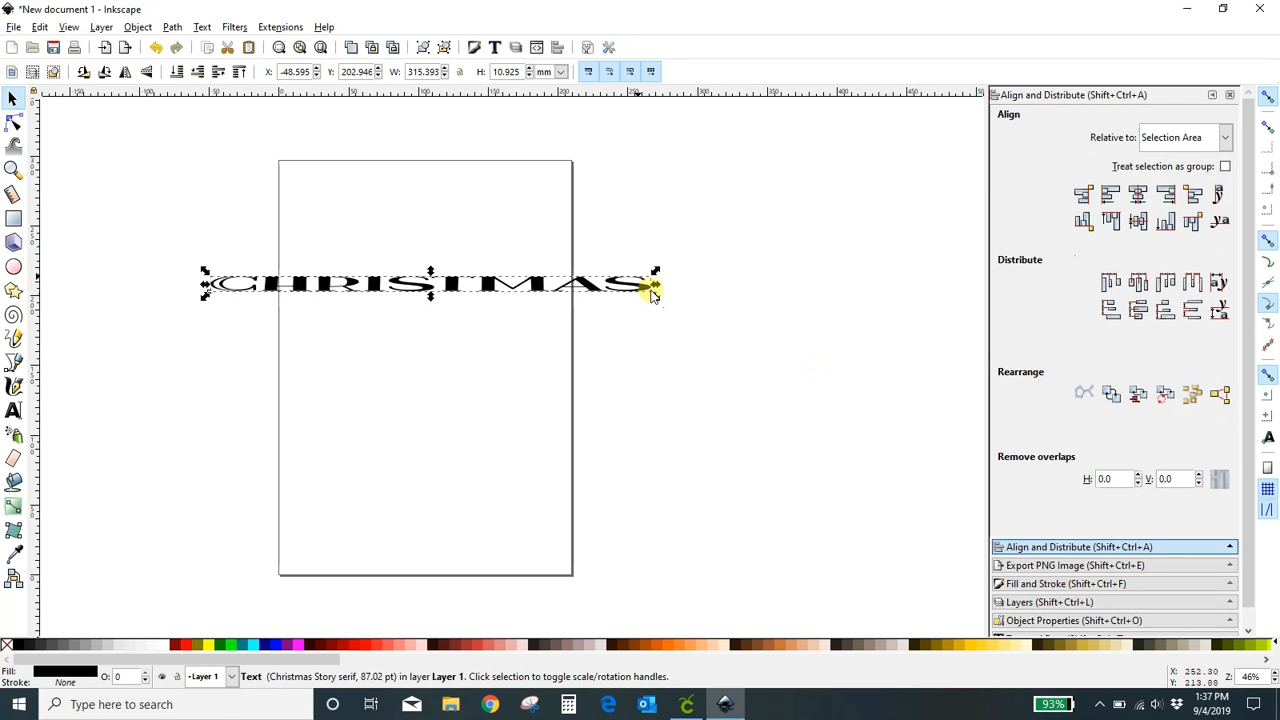 *New document 1 - Inkscape
File Edit View Layer Object Path Text Filters Extensions Help
X: -48.595 Y: 202.946 W: 315.393 H: 10.925 mm
Align and Distribute (Shift+Ctrl+A)
Align
Relative to: Selection Area
Treat selection as group:
Distribute
Rearrange
Remove overlaps
H: 0.0 V: 0.0
CHRISTMAS
Align and Distribute (Shift+Ctrl+A)
Export PNG Image (Shift+Ctrl+E)
Fill and Stroke (Shift+Ctrl+F)
Layers (Shift+Ctrl+L)
Object Properties (Shift+Ctrl+O)
Fill:
Stroke: None
O: 0
Layer 1
Text (Christmas Story serif, 87.02 pt) in layer Layer 1. Click selection to toggle scale/rotation handles.
X: 252.30
Y: 213.88
Z: 46%
Type here to search
93%
1:37 PM
9/4/2019